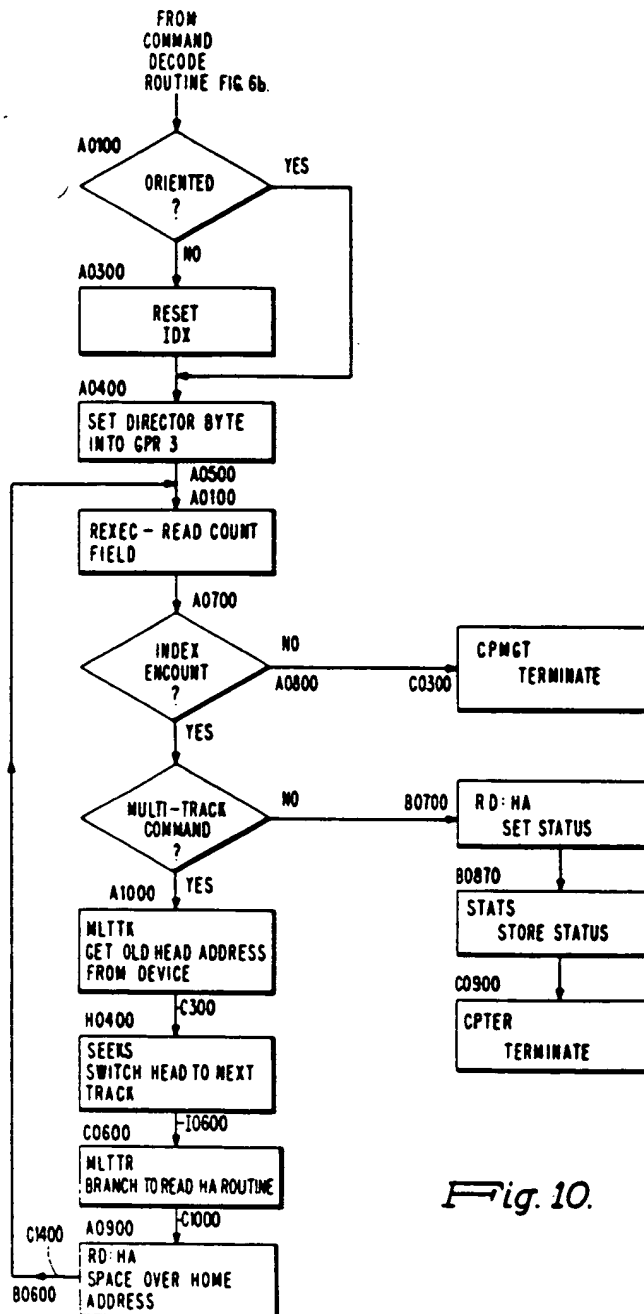 FROM
COMMAND
DECODE
ROUTINE FIG. 6b.
A0100
ORIENTED
?
YES
NO
A0300
RESET
IDX
A0400
SET DIRECTOR BYTE
INTO GPR 3
A0500
A0100
REXEC - READ COUNT
FIELD
A0700
INDEX
ENCOUNT
?
NO
A0800
C0300
CPMGT
TERMINATE
YES
MULTI-TRACK
COMMAND
?
NO
B0700
RD:HA
SET STATUS
YES
A1000
B0870
MLTTK
GET OLD HEAD ADDRESS
FROM DEVICE
STATS
STORE STATUS
C300
H0400
C0900
SEEKS
SWITCH HEAD TO NEXT
TRACK
CPTER
TERMINATE
I0600
C0600
MLTTR
BRANCH TO READ HA ROUTINE
C1000
A0900
C1400
B0600
RD:HA
SPACE OVER HOME
ADDRESS
Fig. 10.